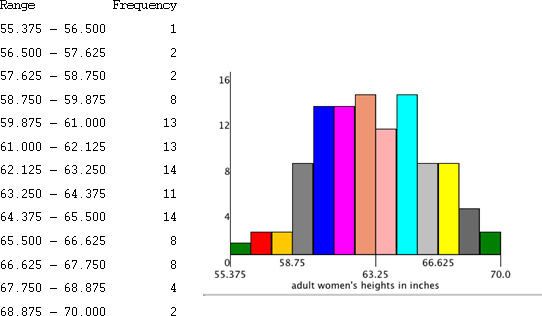 Range Frequency
55.375 – 56.500 1
56.500 – 57.625 2
57.625 – 58.750 2
58.750 – 59.875 8
59.875 – 61.000 13
61.000 – 62.125 13
62.125 – 63.250 14
63.250 – 64.375 11
64.375 – 65.500 14
65.500 – 66.625 8
66.625 – 67.750 8
67.750 – 68.875 4
68.875 – 70.000 2
16
12
8
4
0
55.375 58.75 63.25 66.625 70.0
adult women's heights in inches